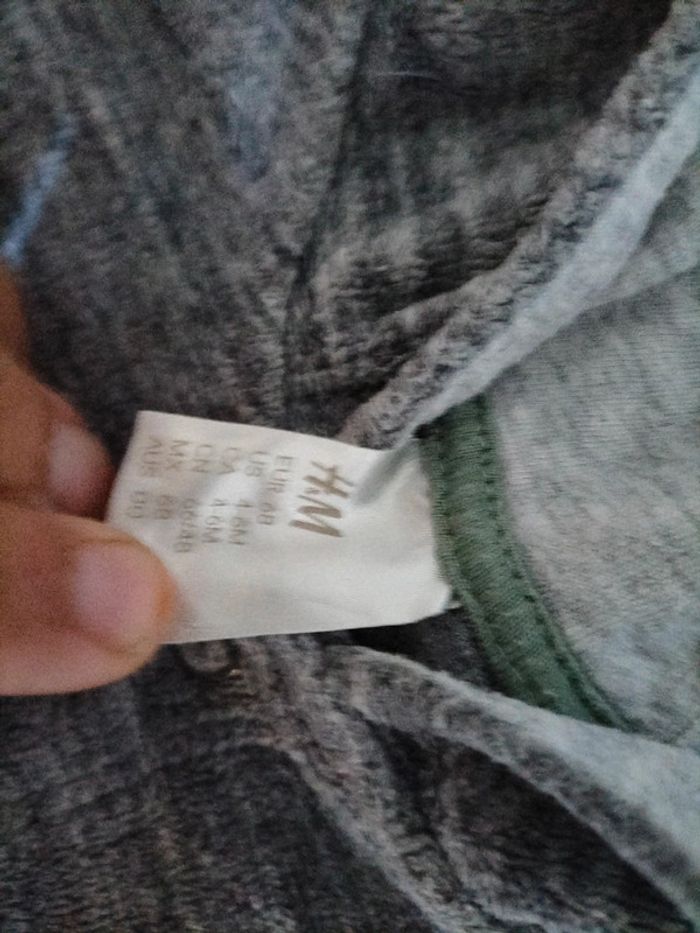 H&M
EUR 68
US 4-6M
CA 4-6M
CN 66/48
MX 68
AUS 00